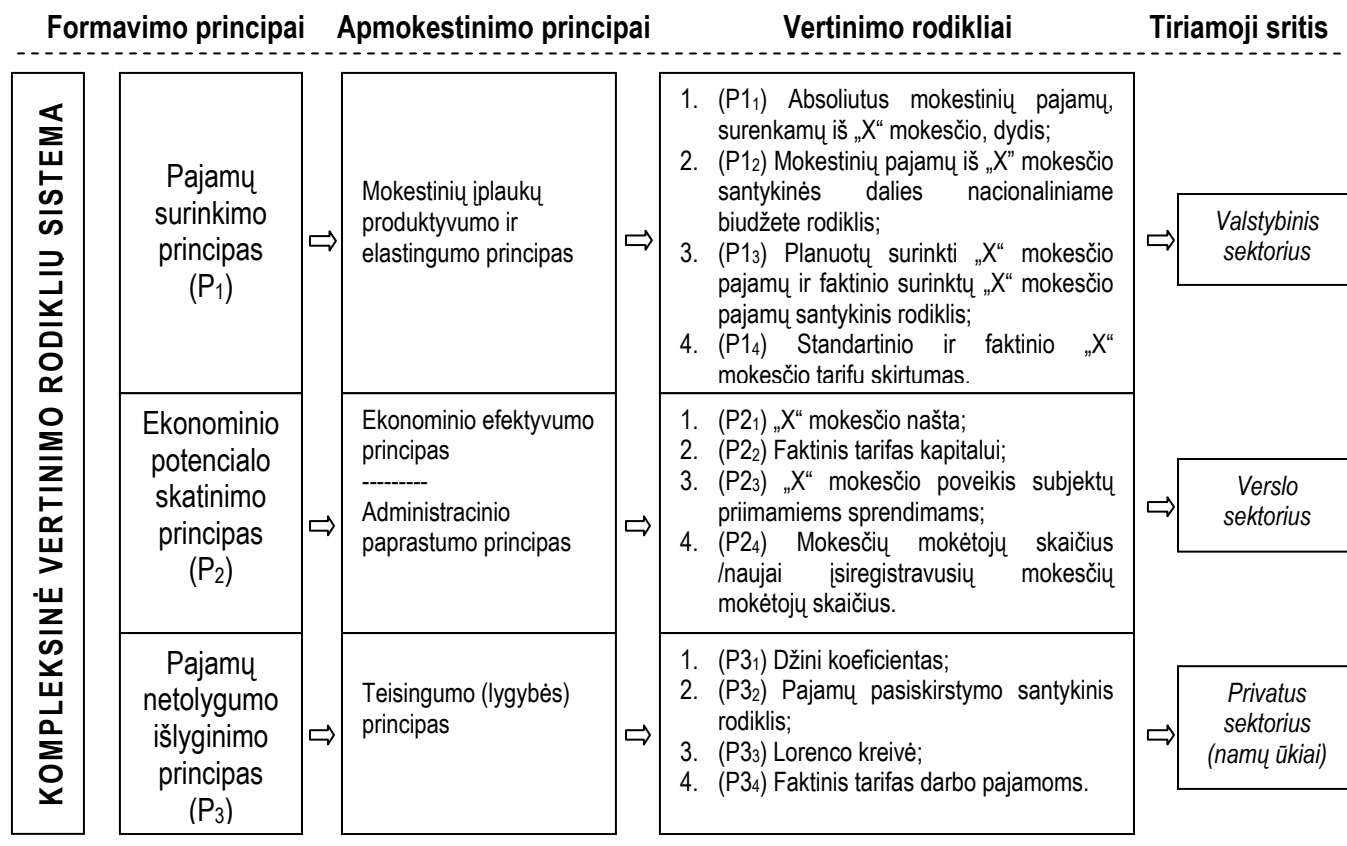 Formavimo principai Apmokestinimo principai Vertinimo rodikliai Tiriamoji sritis
KOMPLEKSINĖ VERTINIMO RODIKLIU SISTEMA
Pajamų
surinkimo
principas
(P₁)
Mokestinių įplaukų
produktyvumo ir
elastingumo principas
1. (P1₁) Absoliutus mokestinių pajamų,
surenkamų iš „X“ mokesčio, dydis;
2. (P1₂) Mokestinių pajamų iš „X” mokesčio
santykinės dalies nacionaliniame
biudžete rodiklis;
3. (P1₃) Planuotų surinkti „X“ mokesčio
pajamų ir faktinio surinktų „X“ mokesčio
pajamų santykinis rodiklis;
4. (P1₄) Standartinio ir faktinio „X“
mokesčio tarifu skirtumas.
Valstybinis
sektorius
Ekonominio
potencialo
skatinimo
principas
(P₂)
Ekonominio efektyvumo
principas
---------
Administracinio
paprastumo principas
1. (P2₁) „X“ mokesčio našta;
2. (P2₂) Faktinis tarifas kapitalui;
3. (P2₃) „X“ mokesčio poveikis subjektų
priimamiems sprendimams;
4. (P2₄) Mokesčių mokėtojų skaičius
/naujai įsiregistravusių mokesčių
mokėtojų skaičius.
Verslo
sektorius
Pajamų
netolygumo
išlyginimo
principas
(P₃)
Teisingumo (lygybės)
principas
1. (P3₁) Džini koeficientas;
2. (P3₂) Pajamų pasiskirstymo santykinis
rodiklis;
3. (P3₃) Lorenco kreivė;
4. (P3₄) Faktinis tarifas darbo pajamoms.
Privatus
sektorius
(namų ūkiai)